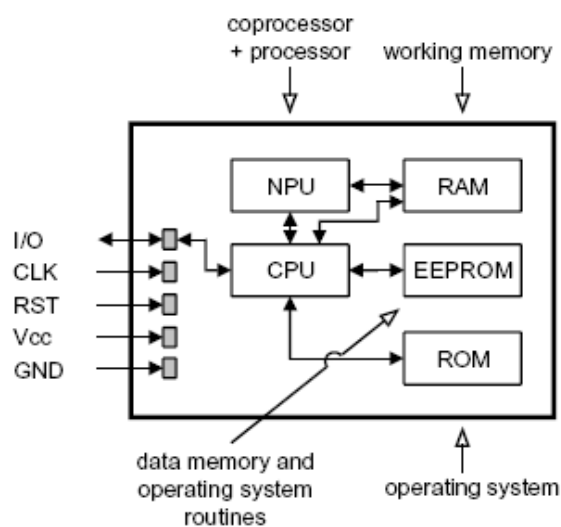 coprocessor
+ processor
working memory
NPU
RAM
I/O
CLK
CPU
EEPROM
RST
Vcc
GND
ROM
data memory and
operating system
routines
operating system